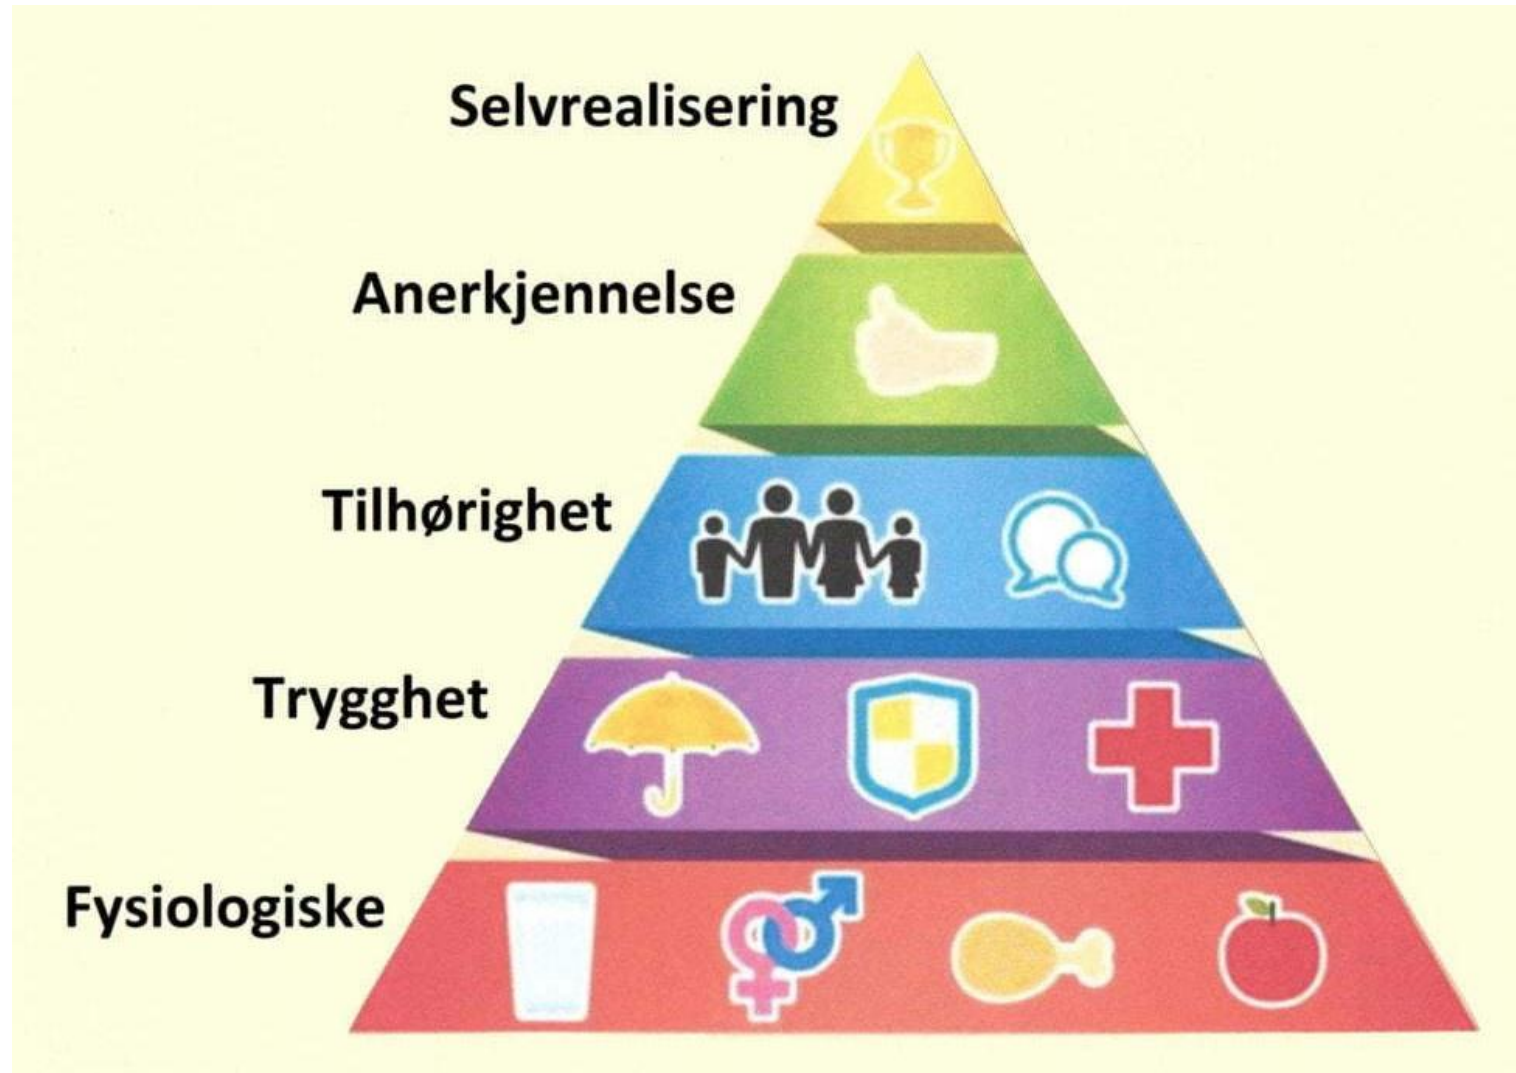 Selvrealisering
Anerkjennelse
Tilhørighet
Trygghet
Fysiologiske